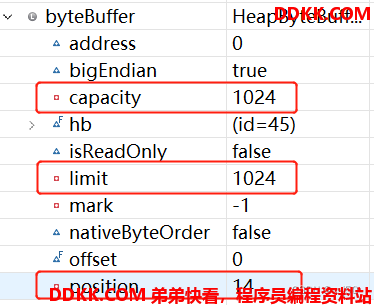 byteBuffer HeapByteBuff...
DDKK.COM
address 0
bigEndian true
capacity 1024
hb (id=45)
isReadOnly false
limit 1024
mark -1
nativeByteOrder false
offset 0
position 14
DDKK.COM 弟弟快看，程序员编程资料站